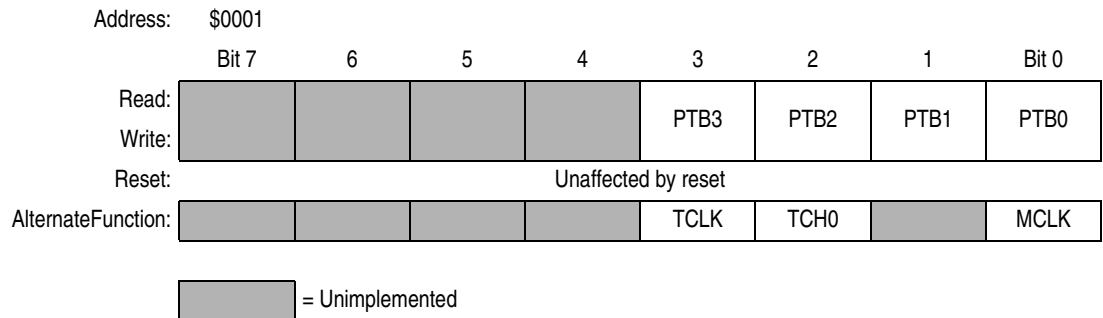 Address: $0001
Bit 7 6 5 4 3 2 1 Bit 0
Read:
PTB3 PTB2 PTB1 PTB0
Write:
Reset: Unaffected by reset
AlternateFunction: TCLK TCH0 MCLK
= Unimplemented